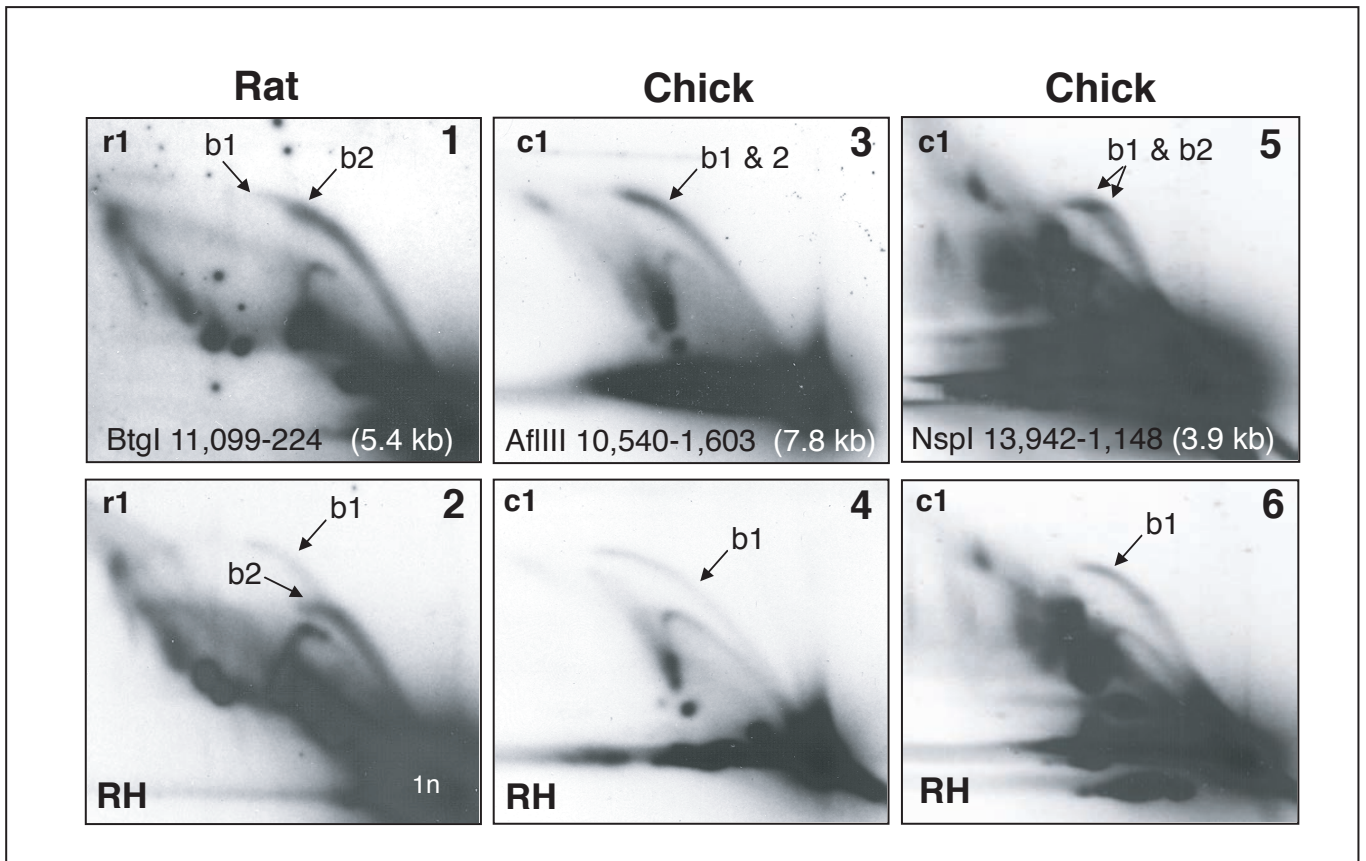 Rat
Chick
Chick
r1
b1
b2
1
BtgI 11,099-224 (5.4 kb)
c1
b1 & 2
3
AflIII 10,540-1,603 (7.8 kb)
c1
b1 & b2
5
NspI 13,942-1,148 (3.9 kb)
r1
b1
b2
2
1n
RH
c1
b1
4
RH
c1
b1
6
RH